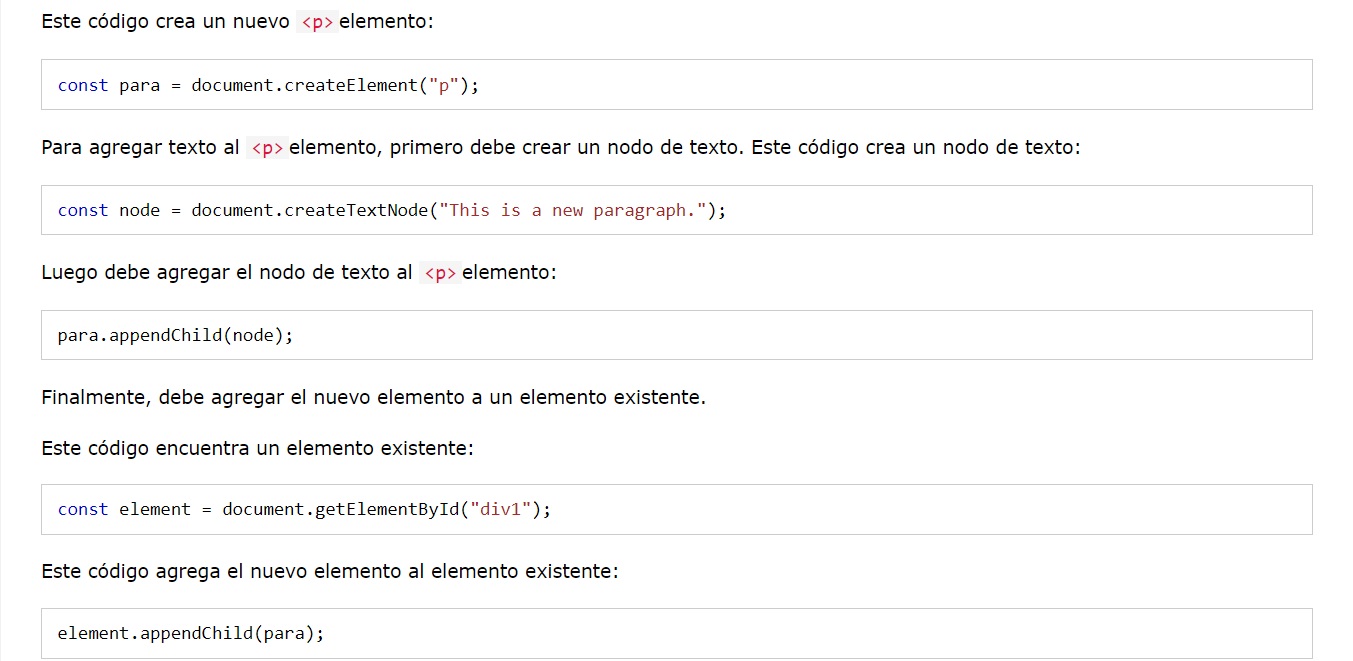 Este código crea un nuevo <p> elemento:
const para = document.createElement("p");
Para agregar texto al <p> elemento, primero debe crear un nodo de texto. Este código crea un nodo de texto:
const node = document.createTextNode("This is a new paragraph.");
Luego debe agregar el nodo de texto al <p> elemento:
para.appendChild(node);
Finalmente, debe agregar el nuevo elemento a un elemento existente.
Este código encuentra un elemento existente:
const element = document.getElementById("div1");
Este código agrega el nuevo elemento al elemento existente:
element.appendChild(para);